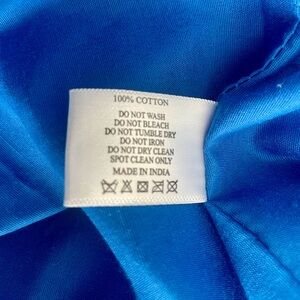 100% COTTON
DO NOT WASH
DO NOT BLEACH
DO NOT TUMBLE DRY
DO NOT IRON
DO NOT DRY CLEAN
SPOT CLEAN ONLY
MADE IN INDIA